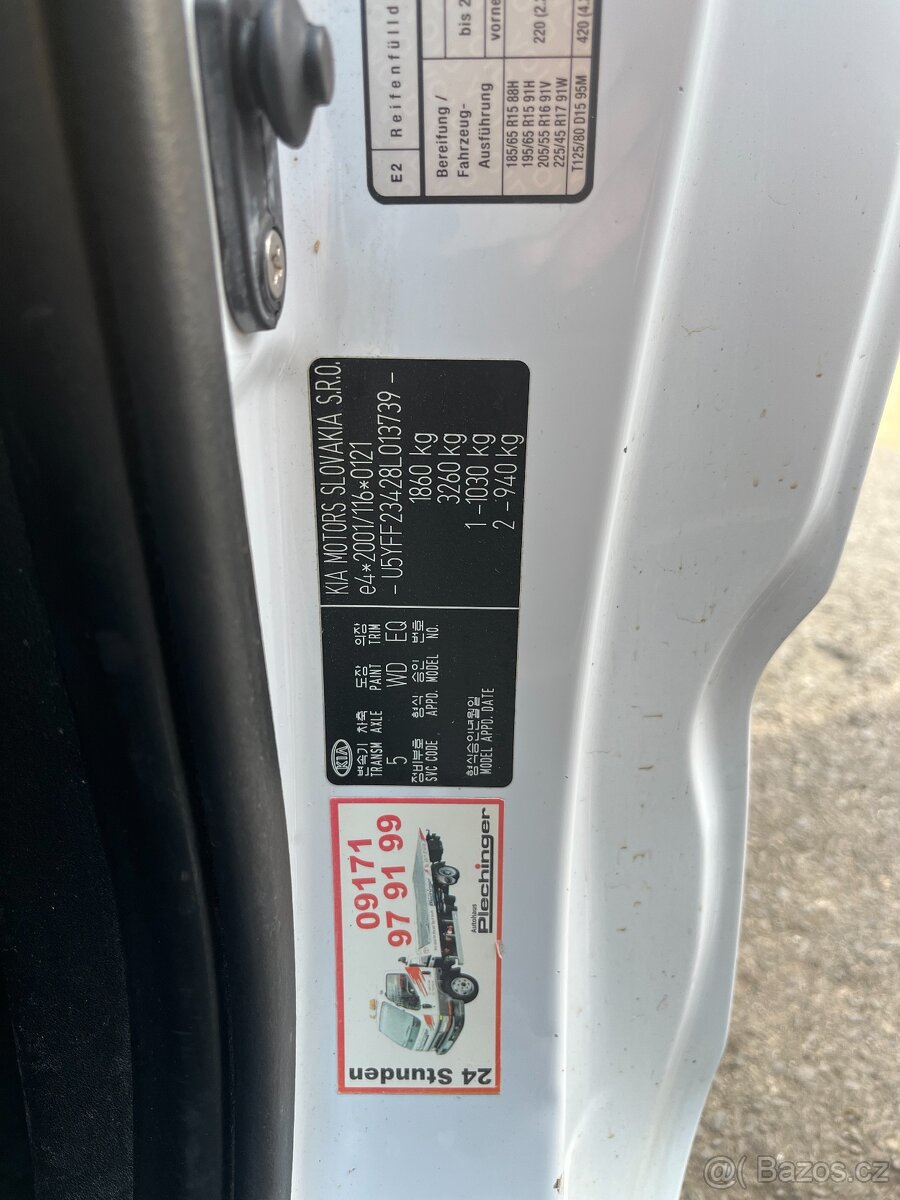 E2 Reifenfülld
Bereifung /
Fahrzeug-
Ausführung
bis 2
vorne
185/65 R15 88H
195/65 R15 91H
205/55 R16 91V
225/45 R17 91W
220 (2.
T125/80 D15 95M
420 (4.
KIA MOTORS SLOVAKIA S.R.O.
e4*2001/116*0121
- U5YFF23428L013739 -
1860 kg
3260 kg
1 -1030 kg
2 -940 kg
KIA
변속기 차축 도장 의장
TRANSM AXLE PAINT TRIM
5 WD EQ
정비부호 형식 승인 번호
SVC CODE APPD. MODEL NO.
형식승인년월일
MODEL APPD. DATE
09171
97 91 99
Autohaus
Plechinger
24 Stunden
@( Bazos.cz